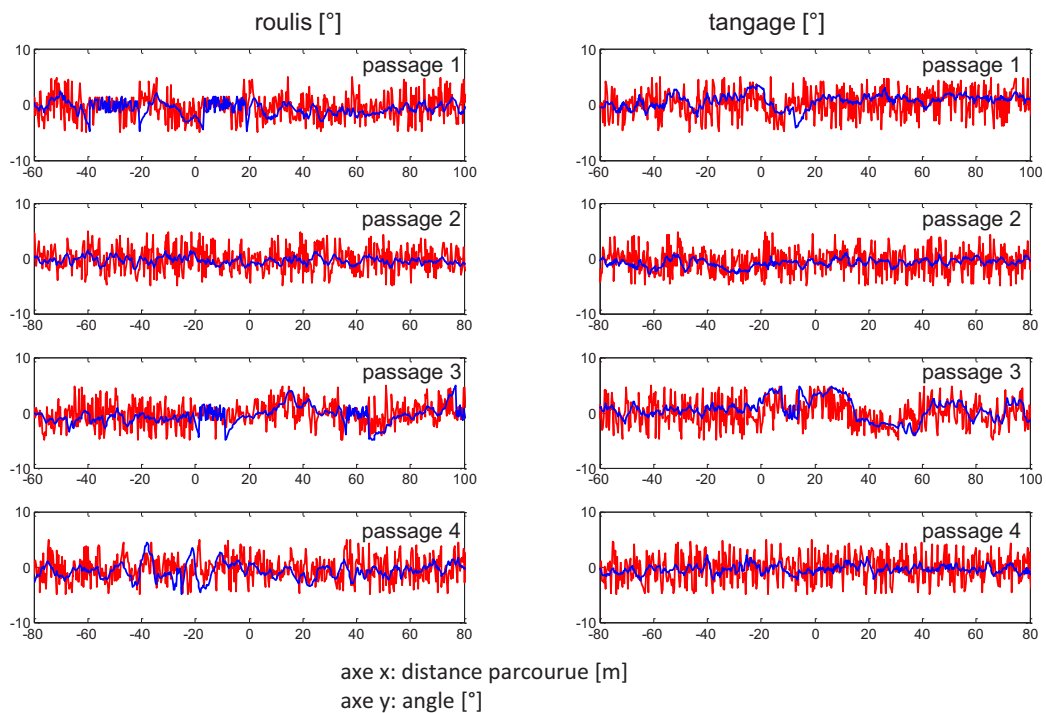 roulis [°] tangage [°]
10 10
passage 1 passage 1
0 0
-10 -10
-60 -40 -20 0 20 40 60 80 100 -60 -40 -20 0 20 40 60 80 100
10 10
passage 2 passage 2
0 0
-10 -10
-80 -60 -40 -20 0 20 40 60 80 -80 -60 -40 -20 0 20 40 60 80
10 10
passage 3 passage 3
0 0
-10 -10
-60 -40 -20 0 20 40 60 80 100 -80 -60 -40 -20 0 20 40 60 80
10 10
passage 4 passage 4
0 0
-10 -10
-80 -60 -40 -20 0 20 40 60 80 -80 -60 -40 -20 0 20 40 60 80
axe x: distance parcourue [m]
axe y: angle [°]